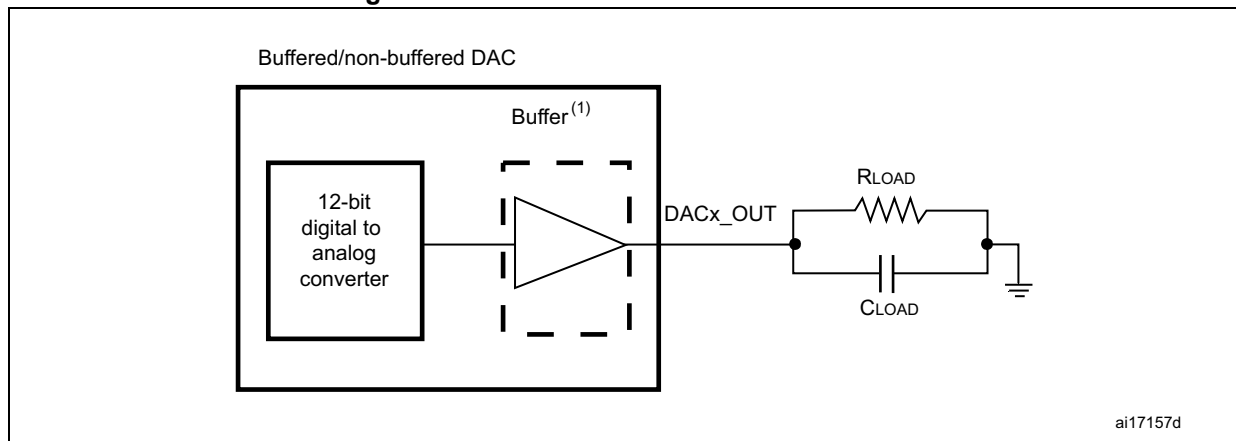 Buffered/non-buffered DAC
Buffer(1)
12-bit
digital to
analog
converter
DACx_OUT
RLOAD
CLOAD
ai17157d